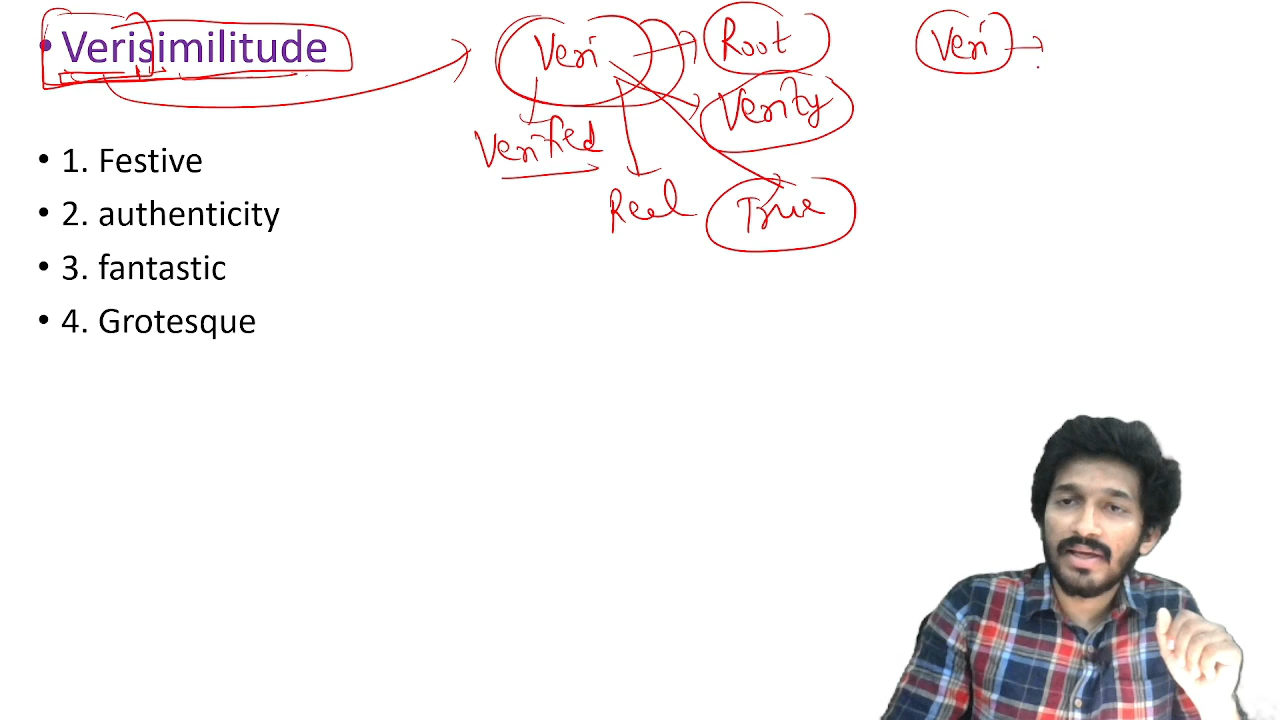 • Verisimilitude
• 1. Festive
• 2. authenticity
• 3. fantastic
• 4. Grotesque
Veri
Root
Verity
Verified
Real
True
Veri